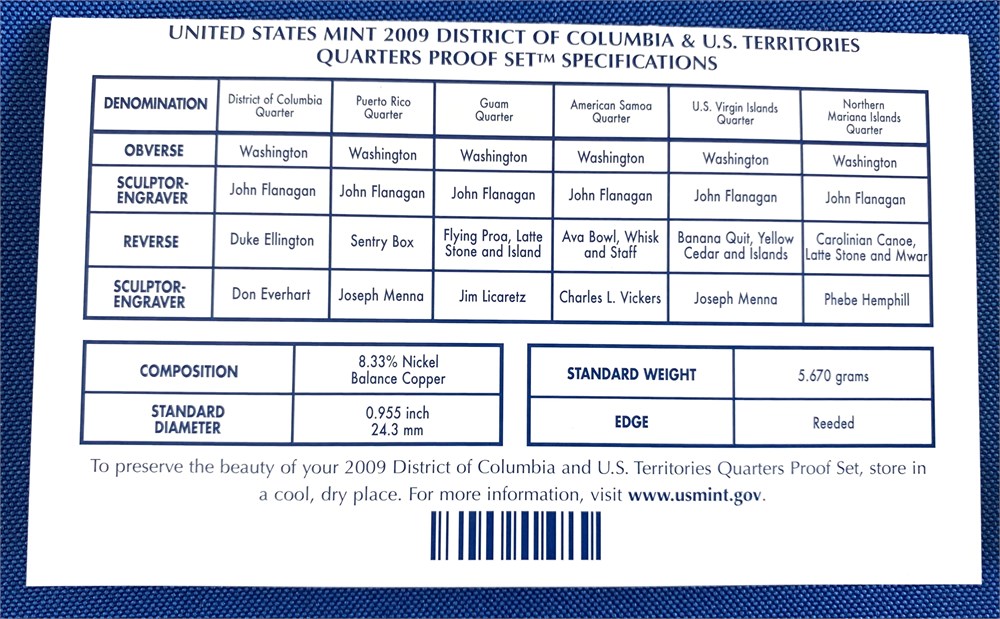 UNITED STATES MINT 2009 DISTRICT OF COLUMBIA & U.S. TERRITORIES
QUARTERS PROOF SET™ SPECIFICATIONS
DENOMINATION
District of Columbia
Quarter
Puerto Rico
Quarter
Guam
Quarter
American Samoa
Quarter
U.S. Virgin Islands
Quarter
Northern
Mariana Islands
Quarter
OBVERSE
Washington
Washington
Washington
Washington
Washington
Washington
SCULPTOR-
ENGRAVER
John Flanagan
John Flanagan
John Flanagan
John Flanagan
John Flanagan
John Flanagan
REVERSE
Duke Ellington
Sentry Box
Flying Proa, Latte
Stone and Island
Ava Bowl, Whisk
and Staff
Banana Quit, Yellow
Cedar and Islands
Carolinian Canoe,
Latte Stone and Mwar
SCULPTOR-
ENGRAVER
Don Everhart
Joseph Menna
Jim Licaretz
Charles L. Vickers
Joseph Menna
Phebe Hemphill
COMPOSITION
8.33% Nickel
Balance Copper
STANDARD
DIAMETER
0.955 inch
24.3 mm
STANDARD WEIGHT
5.670 grams
EDGE
Reeded
To preserve the beauty of your 2009 District of Columbia and U.S. Territories Quarters Proof Set, store in
a cool, dry place. For more information, visit www.usmint.gov.